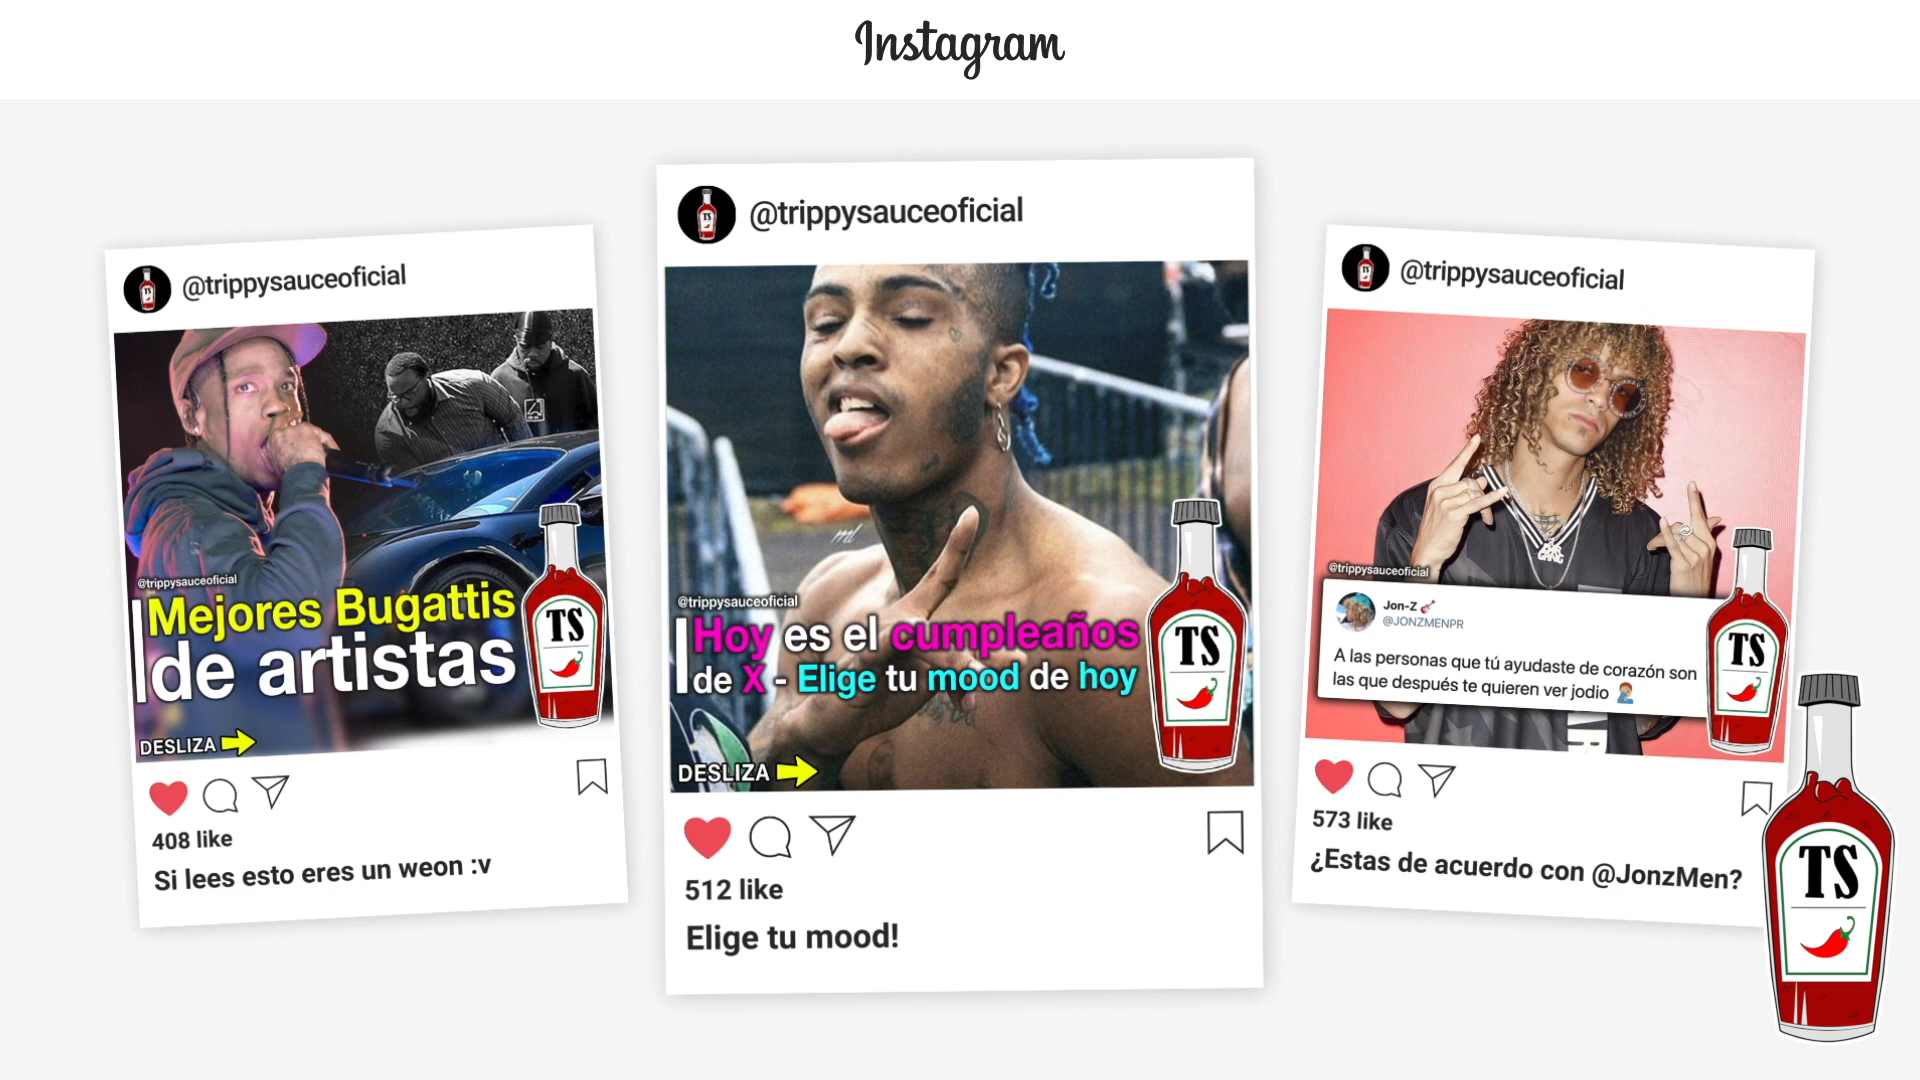 Instagram
@trippysauceoficial
@trippysauceoficial
Mejores Bugattis
de artistas
TS
DESLIZA
408 like
Si lees esto eres un weon :v
@trippysauceoficial
@trippysauceoficial
Hoy es el cumpleaños
de X - Elige tu mood de hoy
TS
DESLIZA
512 like
Elige tu mood!
@trippysauceoficial
@trippysauceoficial
Jon-Z
@JONZMENPR
A las personas que tú ayudaste de corazón son
las que después te quieren ver jodio
TS
573 like
¿Estas de acuerdo con @JonzMen?
TS